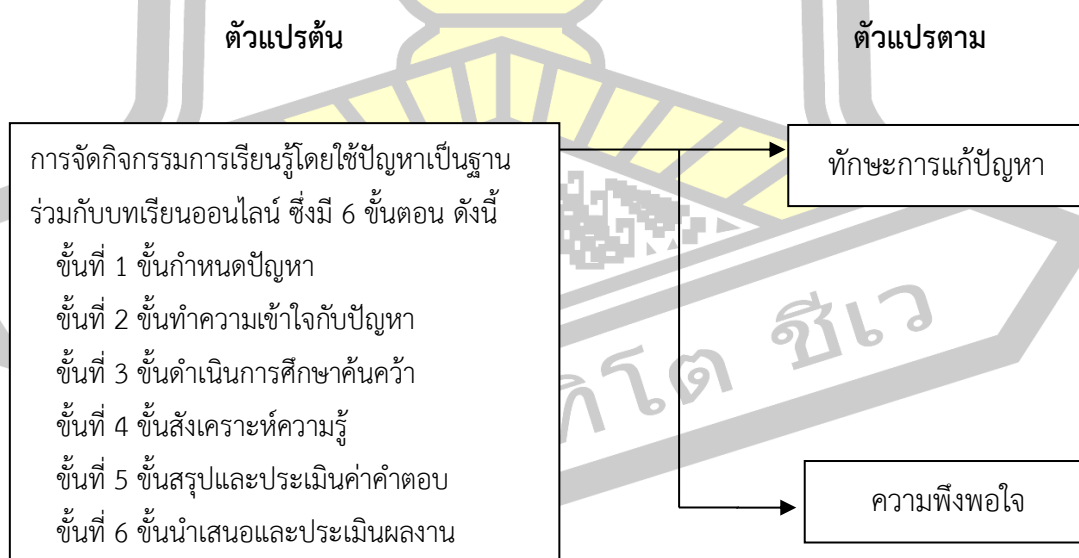 ตัวแปรต้น
ตัวแปรตาม
การจัดกิจกรรมการเรียนรู้โดยใช้ปัญหาเป็นฐาน
ร่วมกับบทเรียนออนไลน์ ซึ่งมี 6 ขั้นตอน ดังนี้
ขั้นที่ 1 ขั้นกำหนดปัญหา
ขั้นที่ 2 ขั้นทำความเข้าใจกับปัญหา
ขั้นที่ 3 ขั้นดำเนินการศึกษาค้นคว้า
ขั้นที่ 4 ขั้นสังเคราะห์ความรู้
ขั้นที่ 5 ขั้นสรุปและประเมินค่าคำตอบ
ขั้นที่ 6 ขั้นนำเสนอและประเมินผลงาน
ทักษะการแก้ปัญหา
ความพึงพอใจ
ชีเว